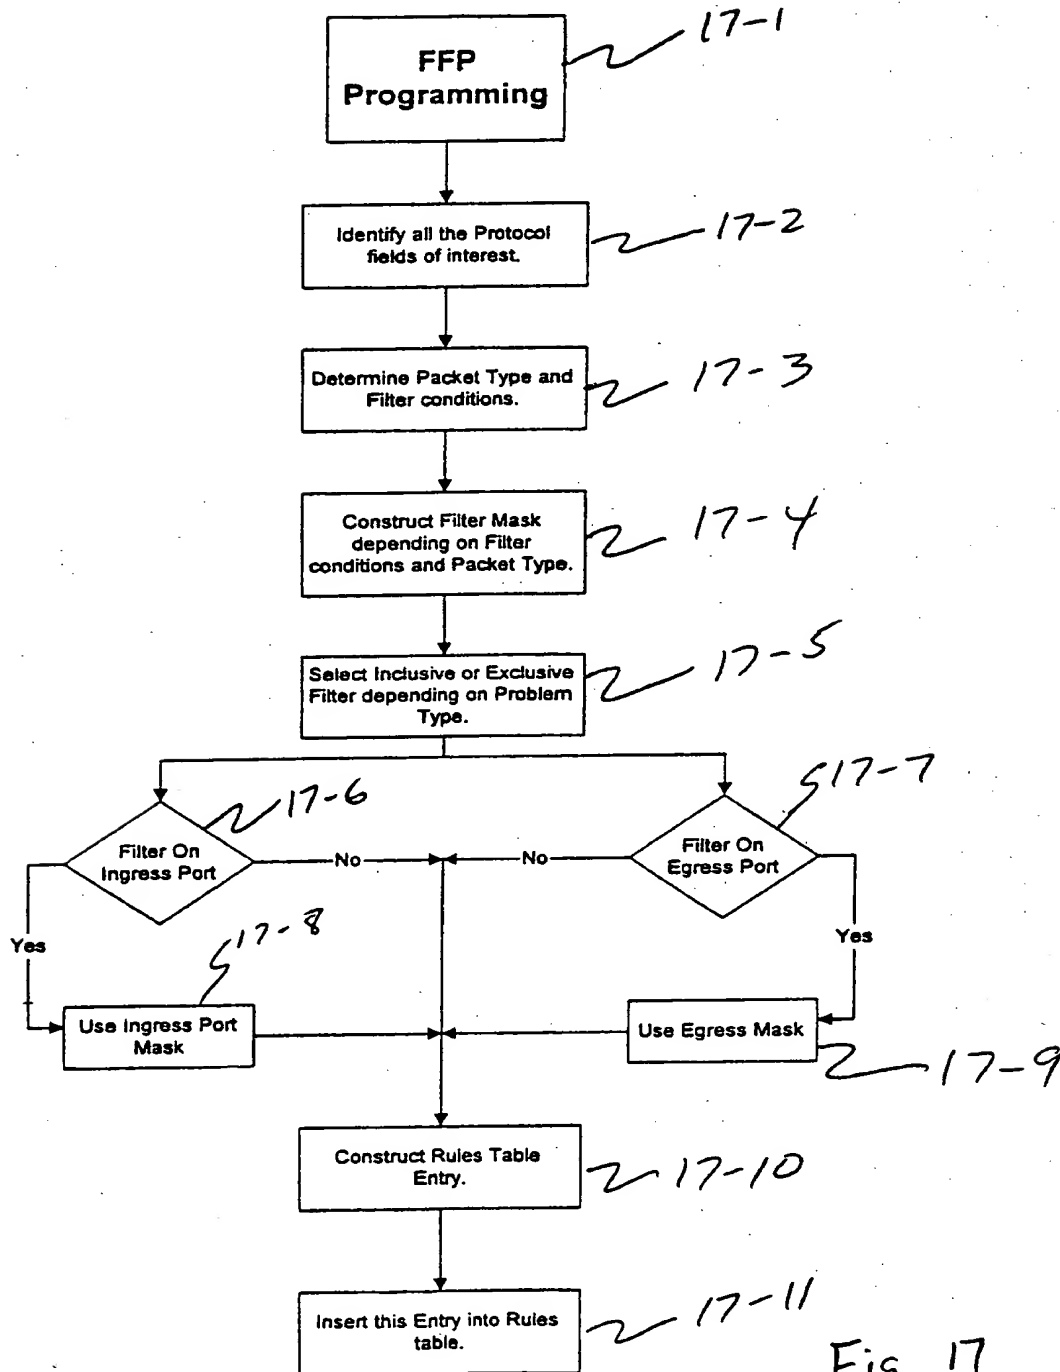 FFP
Programming
17-1
Identify all the Protocol
fields of interest.
17-2
Determine Packet Type and
Filter conditions.
17-3
Construct Filter Mask
depending on Filter
conditions and Packet Type.
17-4
Select Inclusive or Exclusive
Filter depending on Problem
Type.
17-5
Filter On
Ingress Port
17-6
No
No
Filter On
Egress Port
17-7
Yes
Yes
Use Ingress Port
Mask
17-8
Use Egress Mask
17-9
Construct Rules Table
Entry.
17-10
Insert this Entry into Rules
table.
17-11
Fig. 17